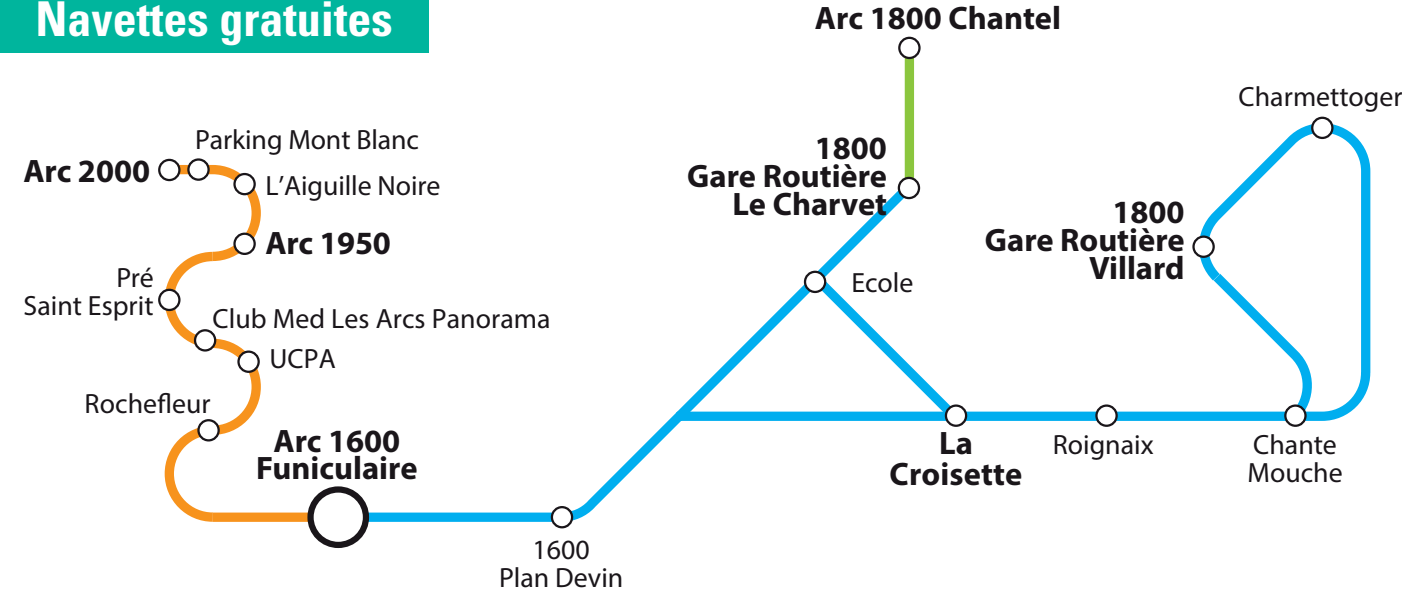 Navettes gratuites
Arc 1800 Chantel
Charmettoger
Parking Mont Blanc
Arc 2000
L'Aiguille Noire
1800
Gare Routière
Le Charvet
1800
Gare Routière
Villard
Arc 1950
Pré
Saint Esprit
Ecole
Club Med Les Arcs Panorama
UCPA
Rochefleur
Arc 1600
Funiculaire
La
Croisette
Roignaix
Chante
Mouche
1600
Plan Devin